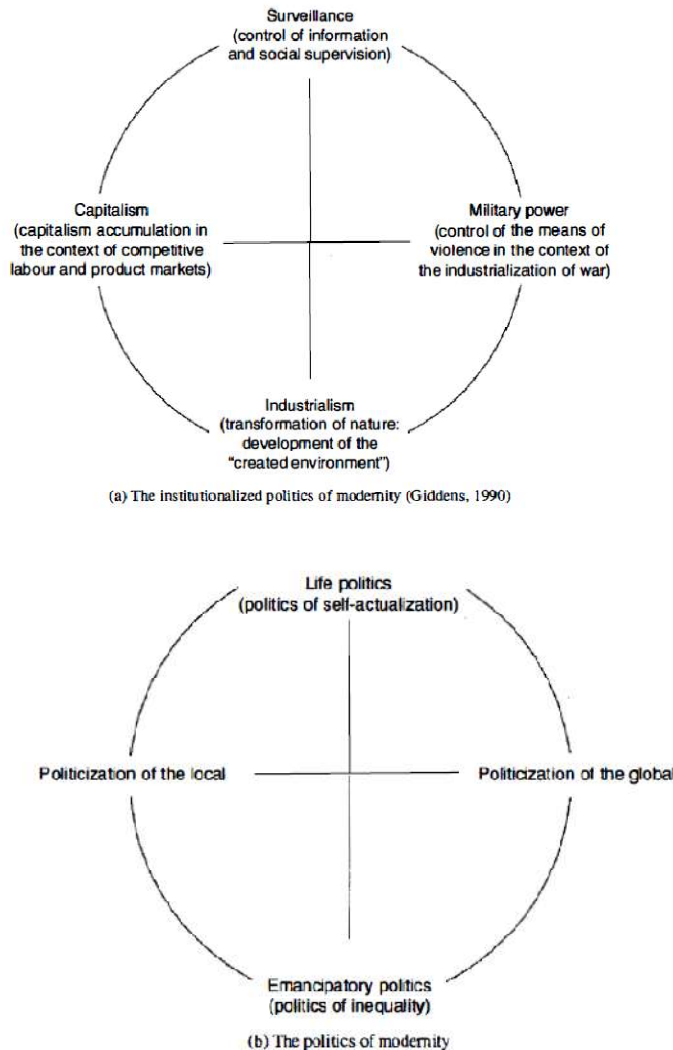 Surveillance
(control of information
and social supervision)
Capitalism
(capitalism accumulation in
the context of competitive
labour and product markets)
Military power
(control of the means of
violence in the context of
the industrialization of war)
Industrialism
(transformation of nature:
development of the
“created environment”)
(a) The institutionalized politics of modernity (Giddens, 1990)
Life politics
(politics of self-actualization)
Politicization of the local
Politicization of the global
Emancipatory politics
(politics of inequality)
(b) The politics of modernity